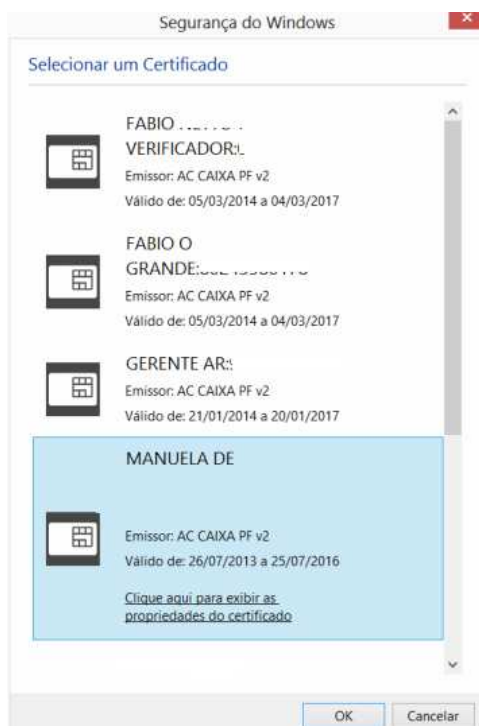 Segurança do Windows
Selecionar um Certificado
FABIO
VERIFICADOR:
Emissor: AC CAIXA PF v2
Válido de: 05/03/2014 a 04/03/2017
FABIO O
GRANDE:
Emissor: AC CAIXA PF v2
Válido de: 05/03/2014 a 04/03/2017
GERENTE AR:
Emissor: AC CAIXA PF v2
Válido de: 21/01/2014 a 20/01/2017
MANUELA DE
Emissor: AC CAIXA PF v2
Válido de: 26/07/2013 a 25/07/2016
Clique aqui para exibir as
propriedades do certificado
OK Cancelar